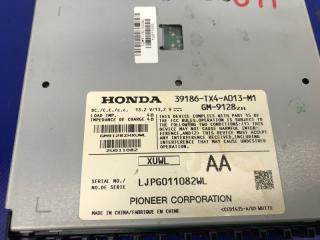 HONDA 39186-TX4-A013-M1
DC./C.C./c.c. 13,2 V/13,2 V GM-9128ZH
LOAD IMP. 4Ω
IMPEDANCE DE CHARGE 4Ω
THIS DEVICE COMPLIES WITH PART 15 OF
THE FCC RULES. OPERATION IS SUBJECT TO
THE FOLLOWING TWO CONDITIONS:
(1) THIS DEVICE MAY NOT CAUSE HARMFUL
INTERFERENCE, AND
(2) THIS DEVICE MUST ACCEPT ANY
INTERFERENCE RECEIVED, INCLUDING
INTERFERENCE THAT MAY CAUSE
UNDESIRED OPERATION.
XUWL
AA
SERIAL NO./
NO DE SERIE LJPG011082WL
PIONEER CORPORATION
MADE IN CHINA/FABRIQUÉ EN CHINE